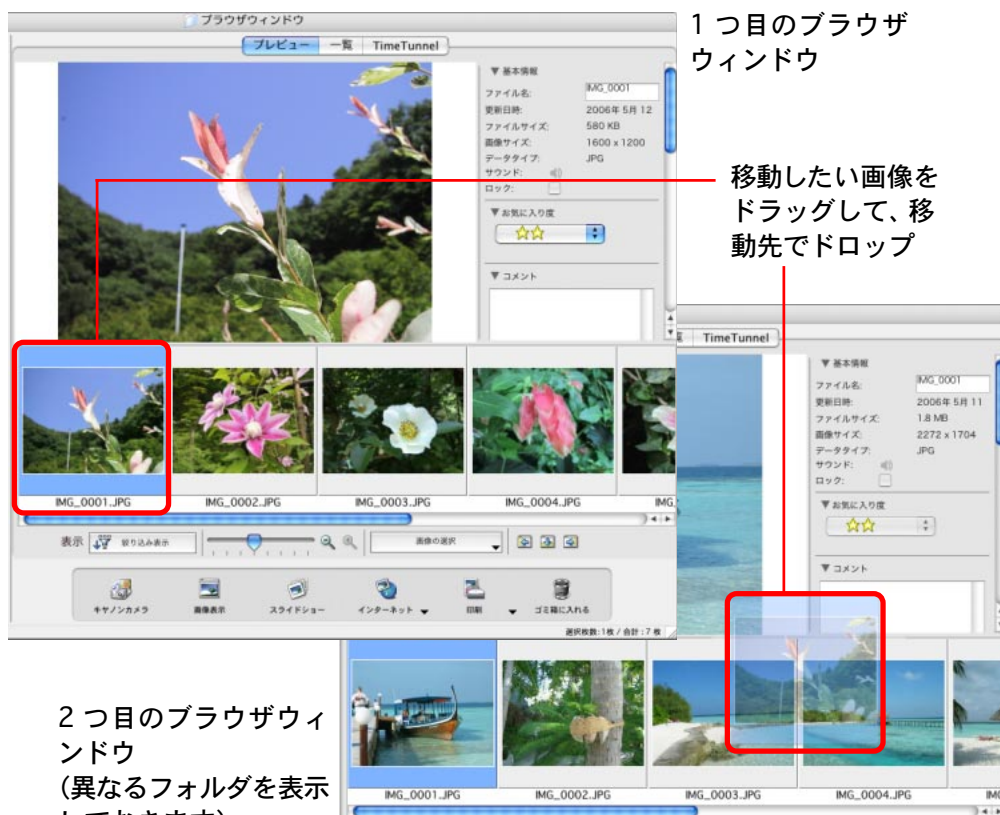 ブラウザウィンドウ
プレビュー 一覧 TimeTunnel
▼ 基本情報
ファイル名: IMG_0001
更新日時: 2006年 5月 12
ファイルサイズ: 580 KB
画像サイズ: 1600 x 1200
データタイプ: JPG
サウンド:
ロック:
▼ お気に入り度
▼ コメント
IMG_0001.JPG
IMG_0002.JPG
IMG_0003.JPG
IMG_0004.JPG
IMG_
表示
絞り込み表示
画像の選択
キヤノンカメラ
画像表示
スライドショー
インターネット
印刷
ゴミ箱に入れる
選択枚数:1枚 / 合計:7 枚
1 つ目のブラウザ
ウィンドウ
移動したい画像を
ドラッグして、移
動先でドロップ
覧 TimeTunnel
▼ 基本情報
ファイル名: IMG_0001
更新日時: 2006年 5月 11
ファイルサイズ: 1.8 MB
画像サイズ: 2272 x 1704
データタイプ: JPG
サウンド:
ロック:
▼ お気に入り度
▼ コメント
IMG_0001.JPG
IMG_0002.JPG
IMG_0003.JPG
IMG_0004.JPG
2 つ目のブラウザウィ
ンドウ
(異なるフォルダを表示
しておきます)